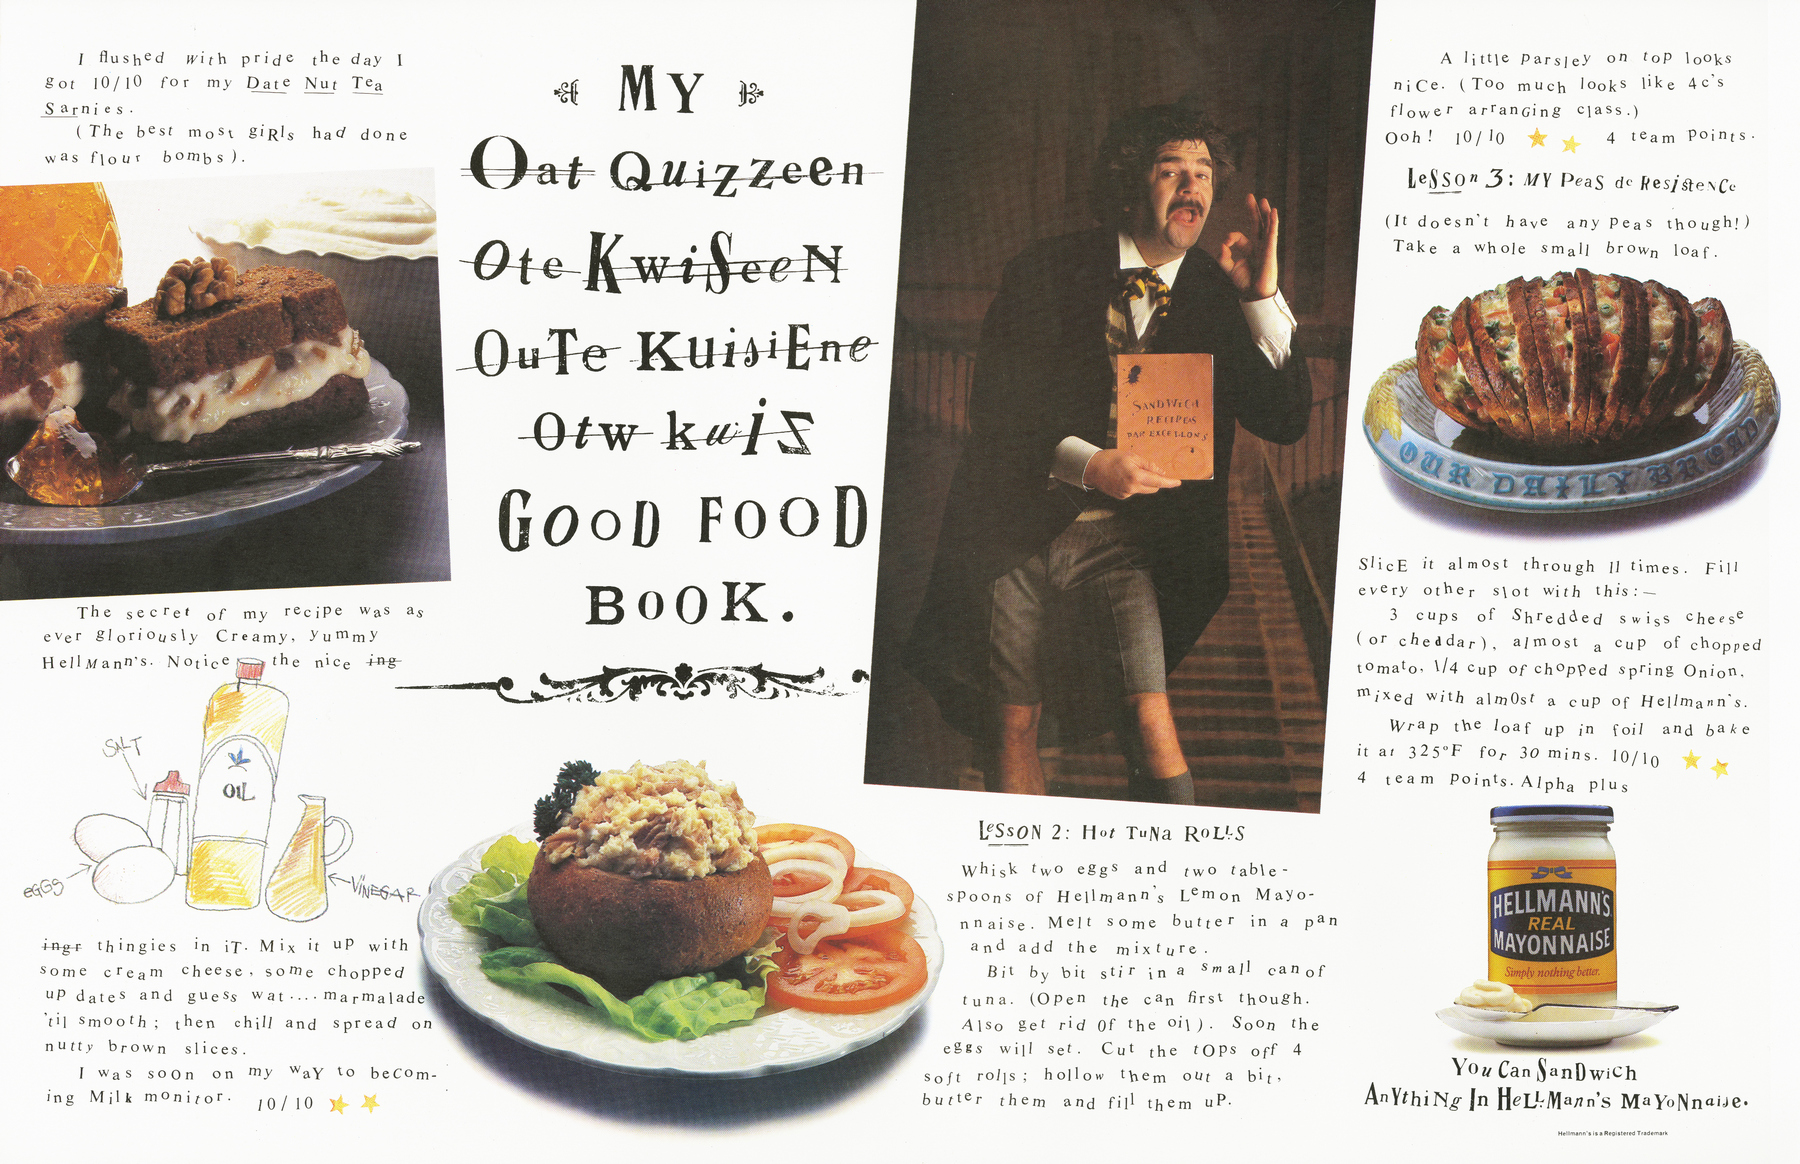 I flushed with pride the day I
got 10/10 for my Date Nut Tea
Sarnies.
(The best most giRls had done
was flour bombs).
The secret of my recipe was as
ever gloriously Creamy, yummy
HellMann's. Notice the nice ing
SALT
OIL
eGGS
VINEGAR
ingr thingies in iT. Mix it uP with
some cream cheese, some chopped
up dates and guess wat.... marmalade
'til smooth; then chill and spread on
nutty brown slices.
I was soOn on my waY to becom-
ing Milk monitor. 10/10
MY
Oat Quizzeen
Ote KwiSeeN
OuTe KUisiEne
Otw kwiZ
GOOD FOOD
BOOK.
SANDWICH
RECIPES
PAR EXCELLONS
LeSsoN 2: Hot TuNa RoLLS
Whisk two eggs and two table-
spoons of Hellmann's Lemon Mayo-
nnaise. Melt some butter in a pan
and add the mixture.
Bit by bit stir in a small can of
tuna. (Open the can first though.
Also get rid Of the oil). Soon the
eggs will set. Cut the tOps off 4
soft rolls; hollow them out a bit,
butter them and fill them uP.
A little parsley on top looks
niCe. (Too much looks like 4c's
flower arranGing class.)
Ooh! 10/10 4 team Points.
LeSSOn 3: MY PeaS de ResisteNCe
(It doesn't have any peas though!)
Take a whole small brown loaf.
OUR DAILY BREAD
SlicE it almost through 11 times. Fill
every other slot with this:—
3 cups of Shredded swiss cheese
(or cheddar), almost a cup of chopped
tomato, 1/4 cup of chopped spring Onion,
mixed with almOst a cup of Hellmann's.
Wrap the loaf up in foil and bake
it at 325°F for 30 mins. 10/10
4 team Points. Alpha plus
HELLMANN'S
REAL
MAYONNAISE
Simply nothing better.
You Can SanDwich
AnYthiNg In HeLLMann's MaYoNnaise.
Hellmann's is a Registered Trademark